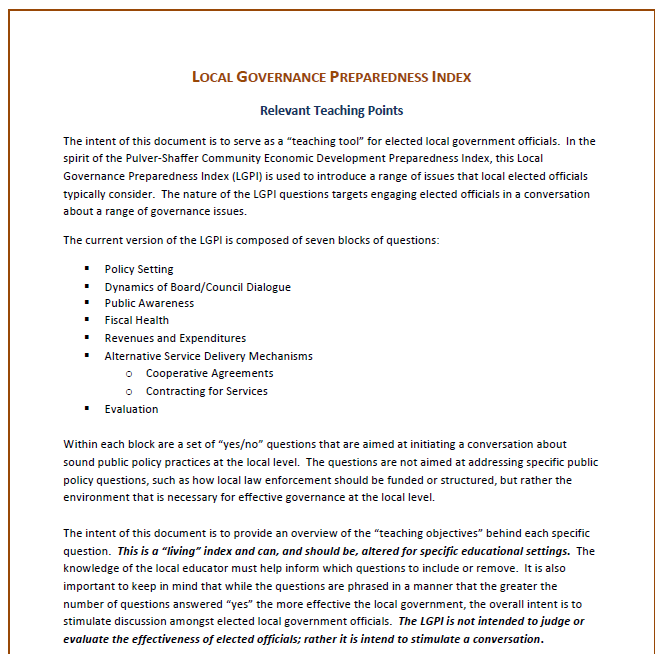 LOCAL GOVERNANCE PREPAREDNESS INDEX
Relevant Teaching Points
The intent of this document is to serve as a “teaching tool” for elected local government officials. In the
spirit of the Pulver-Shaffer Community Economic Development Preparedness Index, this Local
Governance Preparedness Index (LGPI) is used to introduce a range of issues that local elected officials
typically consider. The nature of the LGPI questions targets engaging elected officials in a conversation
about a range of governance issues.
The current version of the LGPI is composed of seven blocks of questions:
▪ Policy Setting
▪ Dynamics of Board/Council Dialogue
▪ Public Awareness
▪ Fiscal Health
▪ Revenues and Expenditures
▪ Alternative Service Delivery Mechanisms
o Cooperative Agreements
o Contracting for Services
▪ Evaluation
Within each block are a set of “yes/no” questions that are aimed at initiating a conversation about
sound public policy practices at the local level. The questions are not aimed at addressing specific public
policy questions, such as how local law enforcement should be funded or structured, but rather the
environment that is necessary for effective governance at the local level.
The intent of this document is to provide an overview of the “teaching objectives” behind each specific
question. This is a “living” index and can, and should be, altered for specific educational settings. The
knowledge of the local educator must help inform which questions to include or remove. It is also
important to keep in mind that while the questions are phrased in a manner that the greater the
number of questions answered “yes” the more effective the local government, the overall intent is to
stimulate discussion amongst elected local government officials. The LGPI is not intended to judge or
evaluate the effectiveness of elected officials; rather it is intend to stimulate a conversation.